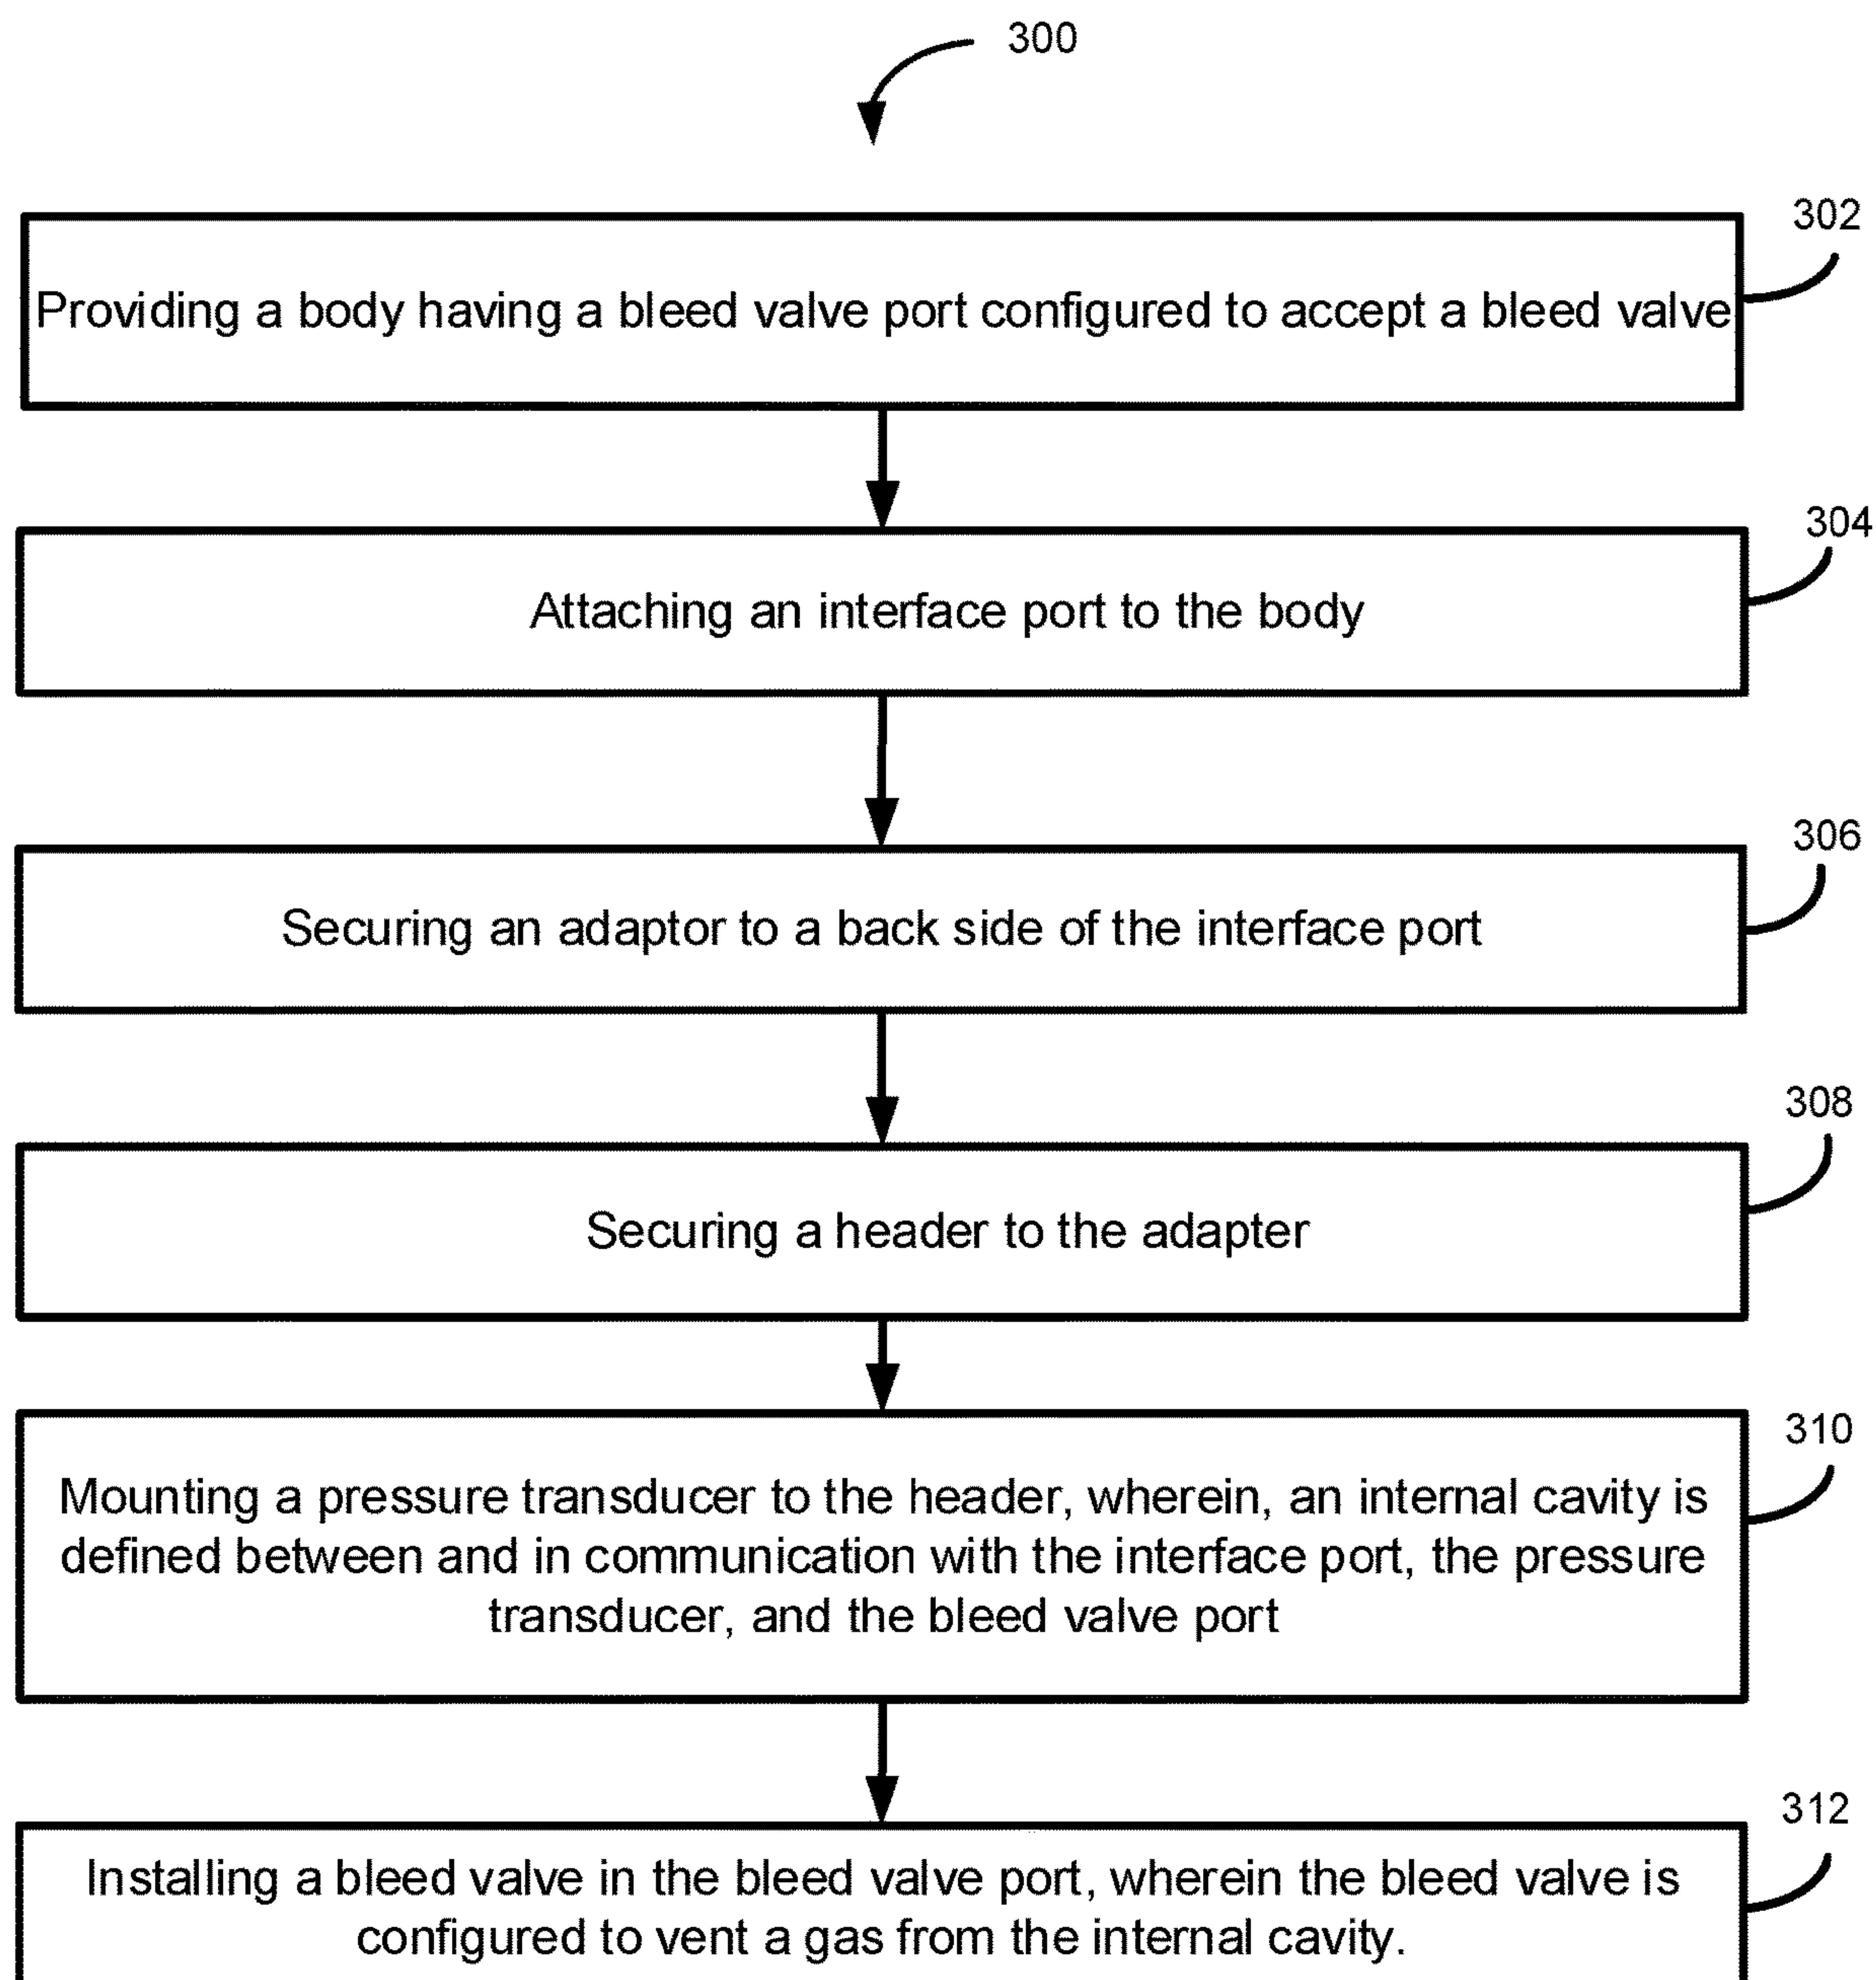 300
302
Providing a body having a bleed valve port configured to accept a bleed valve
304
Attaching an interface port to the body
306
Securing an adaptor to a back side of the interface port
308
Securing a header to the adapter
310
Mounting a pressure transducer to the header, wherein, an internal cavity is
defined between and in communication with the interface port, the pressure
transducer, and the bleed valve port
312
Installing a bleed valve in the bleed valve port, wherein the bleed valve is
configured to vent a gas from the internal cavity.